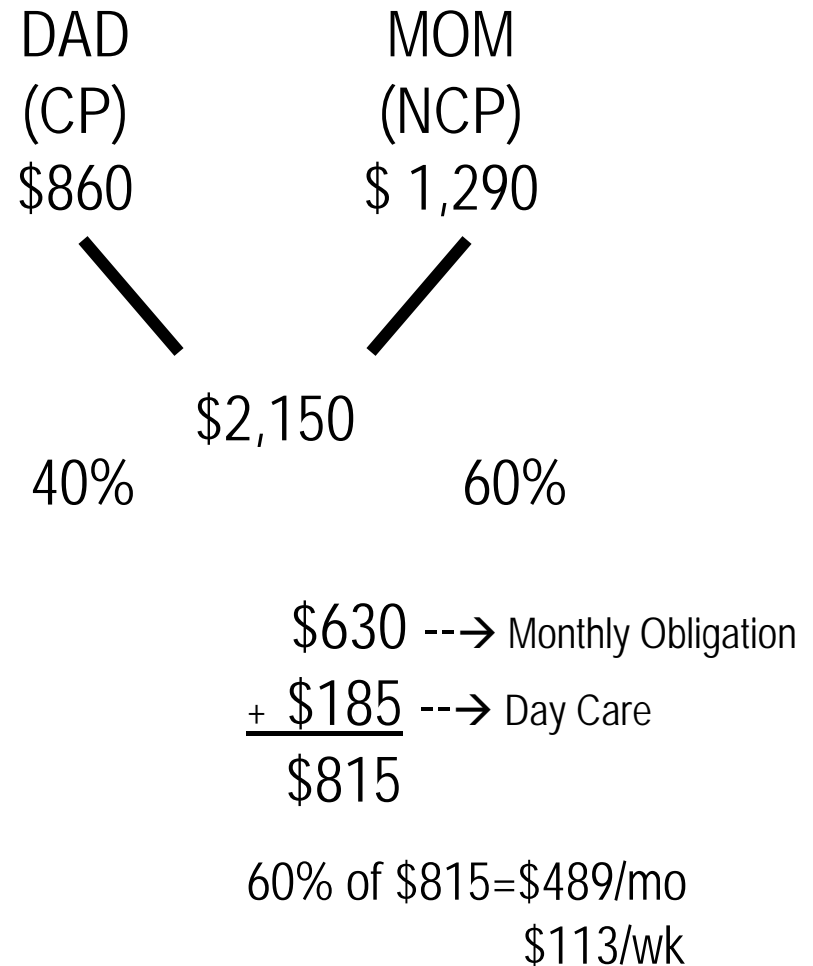 DAD MOM
(CP) (NCP)
$860 $ 1,290
$2,150
40% 60%
$630 --→ Monthly Obligation
+ $185 --→ Day Care
$815
60% of $815=$489/mo
$113/wk